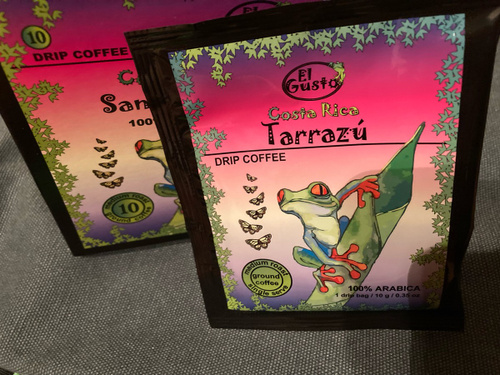 10
DRIP COFFEE
San
100
10
El
Gusto
Costa Rica
Tarrazú
DRIP COFFEE
medium roast
ground
coffee
single serve
100% ARABICA
1 drip bag / 10 g / 0.35 oz